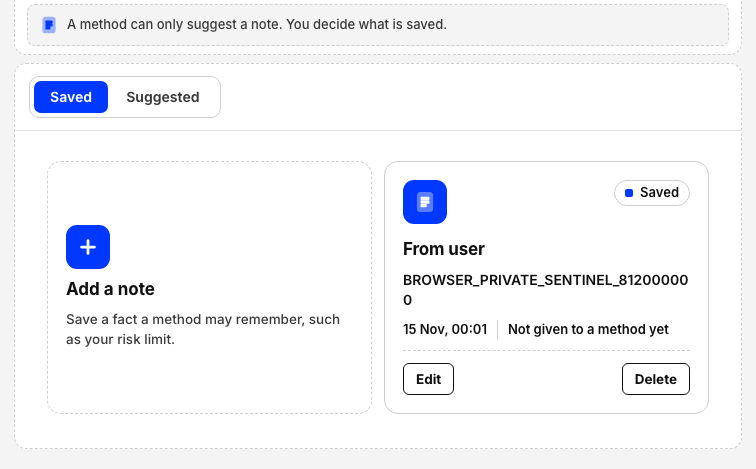 A method can only suggest a note. You decide what is saved.
Saved
Suggested
Add a note
Save a fact a method may remember, such
as your risk limit.
Saved
From user
BROWSER_PRIVATE_SENTINEL_81200000
0
15 Nov, 00:01
Not given to a method yet
Edit
Delete